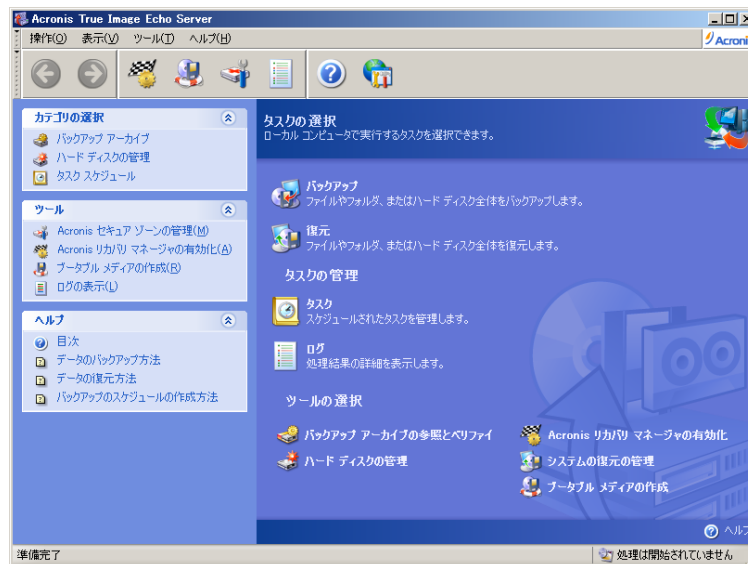 Acronis True Image Echo Server
操作(O) 表示(V) ツール(T) ヘルプ(H)
Acroni
カテゴリの選択
バックアップ アーカイブ
ハード ディスクの管理
タスク スケジュール
ツール
Acronis セキュア ゾーンの管理(M)
Acronis リカバリ マネージャの有効化(A)
ブータブル メディアの作成(R)
ログの表示(L)
ヘルプ
目次
データのバックアップ方法
データの復元方法
バックアップのスケジュールの作成方法
タスクの選択
ローカル コンピュータで実行するタスクを選択できます。
バックアップ
ファイルやフォルダ、またはハード ディスク全体をバックアップします。
復元
ファイルやフォルダ、またはハード ディスク全体を復元します。
タスクの管理
タスク
スケジュールされたタスクを管理します。
ログ
処理結果の詳細を表示します。
ツールの選択
バックアップ アーカイブの参照とベリファイ
ハード ディスクの管理
Acronis リカバリ マネージャの有効化
システムの復元の管理
ブータブル メディアの作成
ヘルプ
準備完了
処理は開始されていません